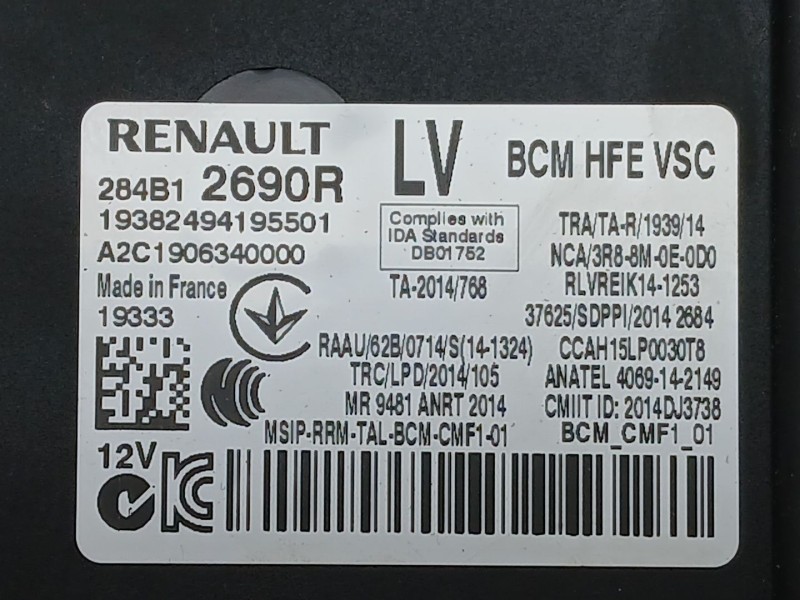 RENAULT LV BCM HFE VSC
284B1 2690R
19382494195501
A2C1906340000
Made in France
19333
Complies with
IDA Standards
DB01752
TA-2014/768
TRA/TA-R/1939/14
NCA/3R8-8M-0E-0D0
RLVREIK14-1253
37625/SDPPI/2014 2684
RAAU/62B/0714/S(14-1324) CCAH15LP0030T8
TRC/LPD/2014/105 ANATEL 4069-14-2149
MR 9481 ANRT 2014 CMIIT ID: 2014DJ3738
MSIP-RRM-TAL-BCM-CMF1-01 BCM_CMF1_01
12V